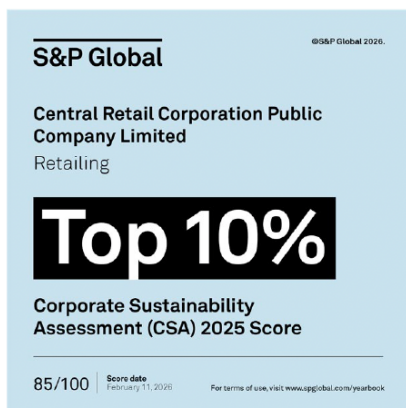 ©S&P Global 2026.
S&P Global
Central Retail Corporation Public
Company Limited
Retailing
Top 10%
Corporate Sustainability
Assessment (CSA) 2025 Score
85/100
Score date
February 11, 2026
For terms of use, visit www.spglobal.com/yearbook